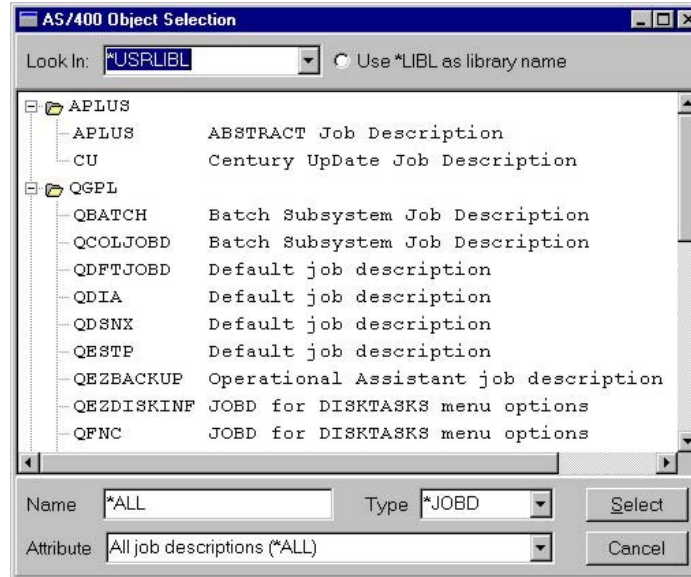 AS/400 Object Selection
Look In: *USRLIBL Use *LIBL as library name
APLUS
APLUS ABSTRACT Job Description
CU Century UpDate Job Description
QGPL
QBATCH Batch Subsystem Job Description
QCOLJOBD Batch Subsystem Job Description
QDFTJOBD Default job description
QDIA Default job description
QDSNX Default job description
QESTP Default job description
QEZBACKUP Operational Assistant job description
QEZDISKINF JOBD for DISKTASKS menu options
QFNC JOBD for DISKTASKS menu options
Name *ALL Type *JOBD Select
Attribute All job descriptions (*ALL) Cancel